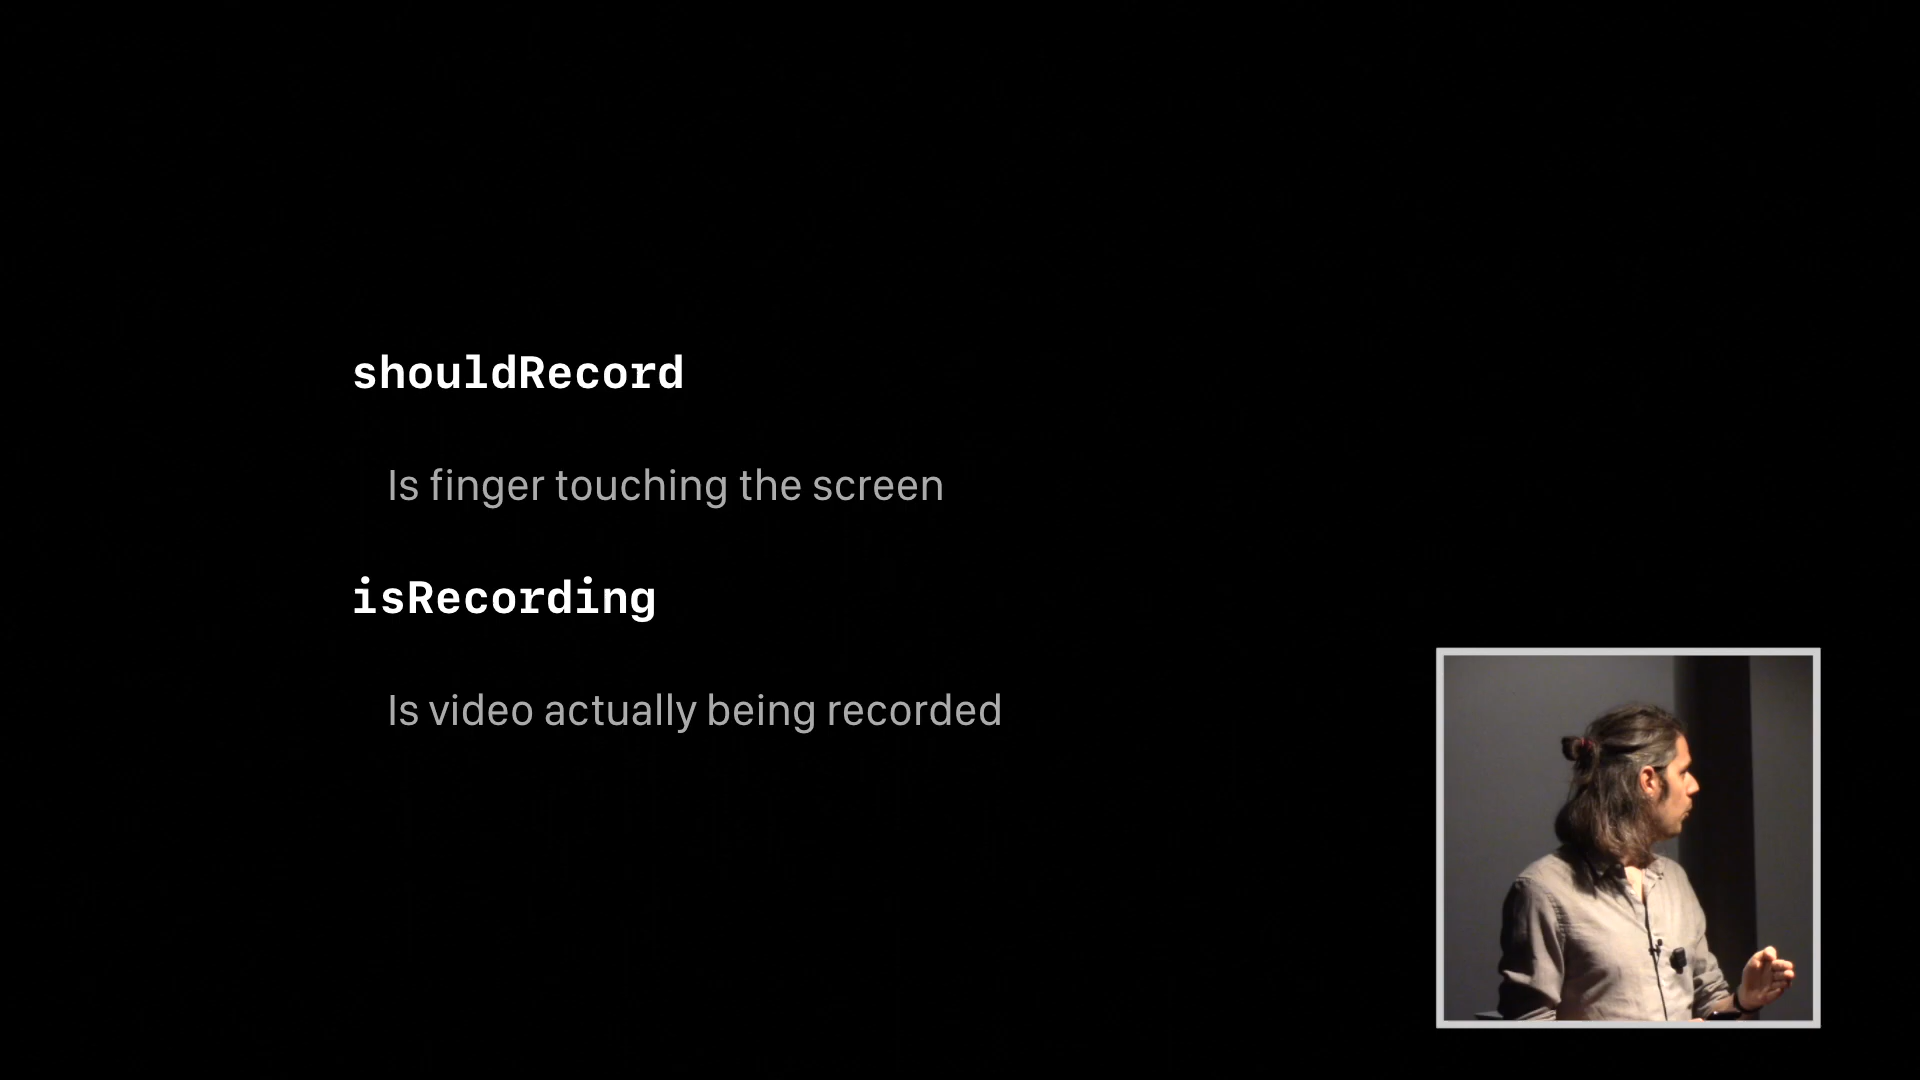 shouldRecord
Is finger touching the screen
isRecording
Is video actually being recorded